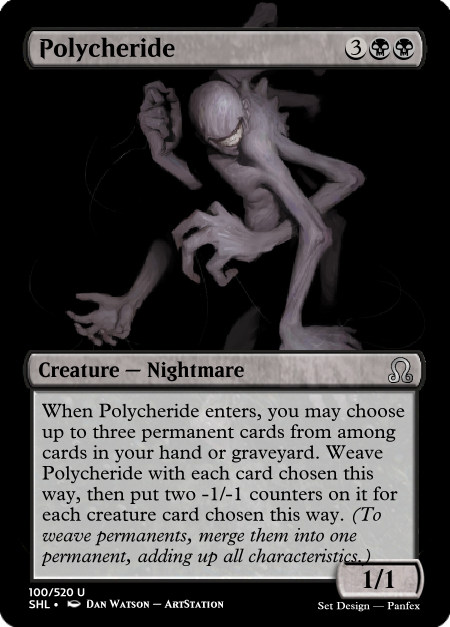 Polycheride 3
Creature — Nightmare
When Polycheride enters, you may choose
up to three permanent cards from among
cards in your hand or graveyard. Weave
Polycheride with each card chosen this
way, then put two -1/-1 counters on it for
each creature card chosen this way. (To
weave permanents, merge them into one
permanent, adding up all characteristics.)
1/1
100/520 U
SHL • Dan Watson — ArtStation
Set Design — Panfex